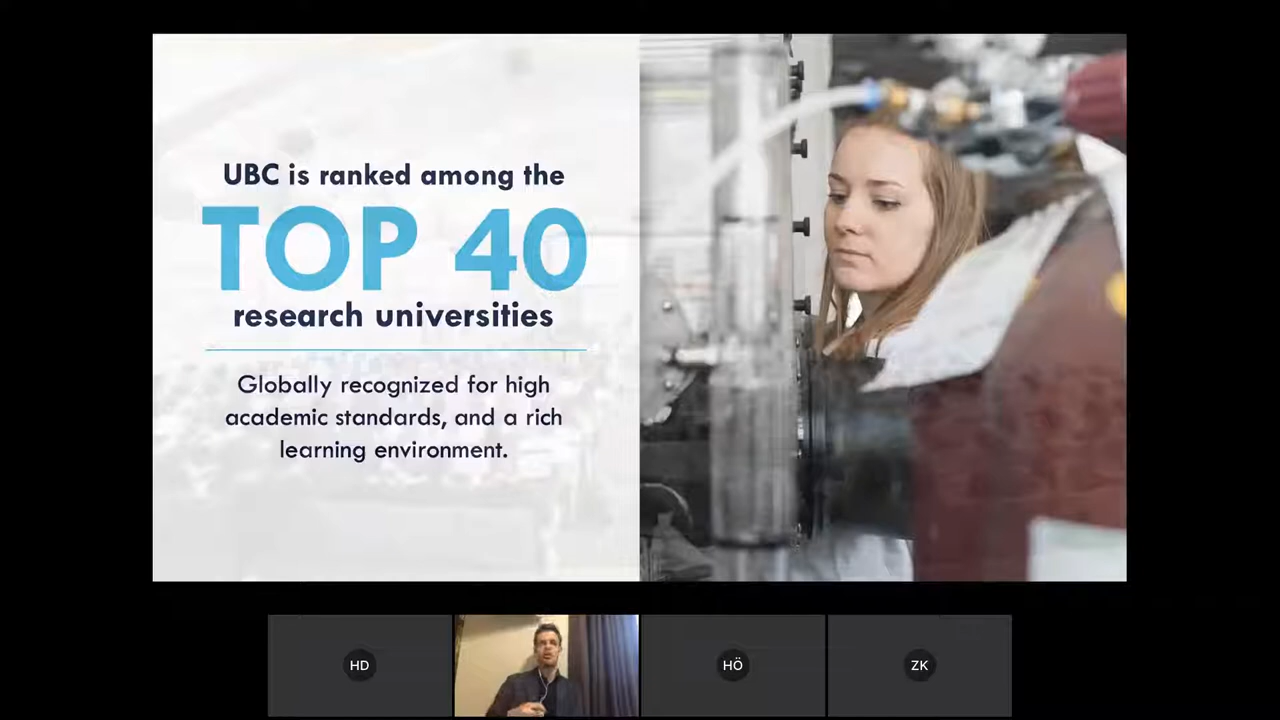 UBC is ranked among the
TOP 40
research universities
Globally recognized for high
academic standards, and a rich
learning environment.
HD
HÖ
ZK